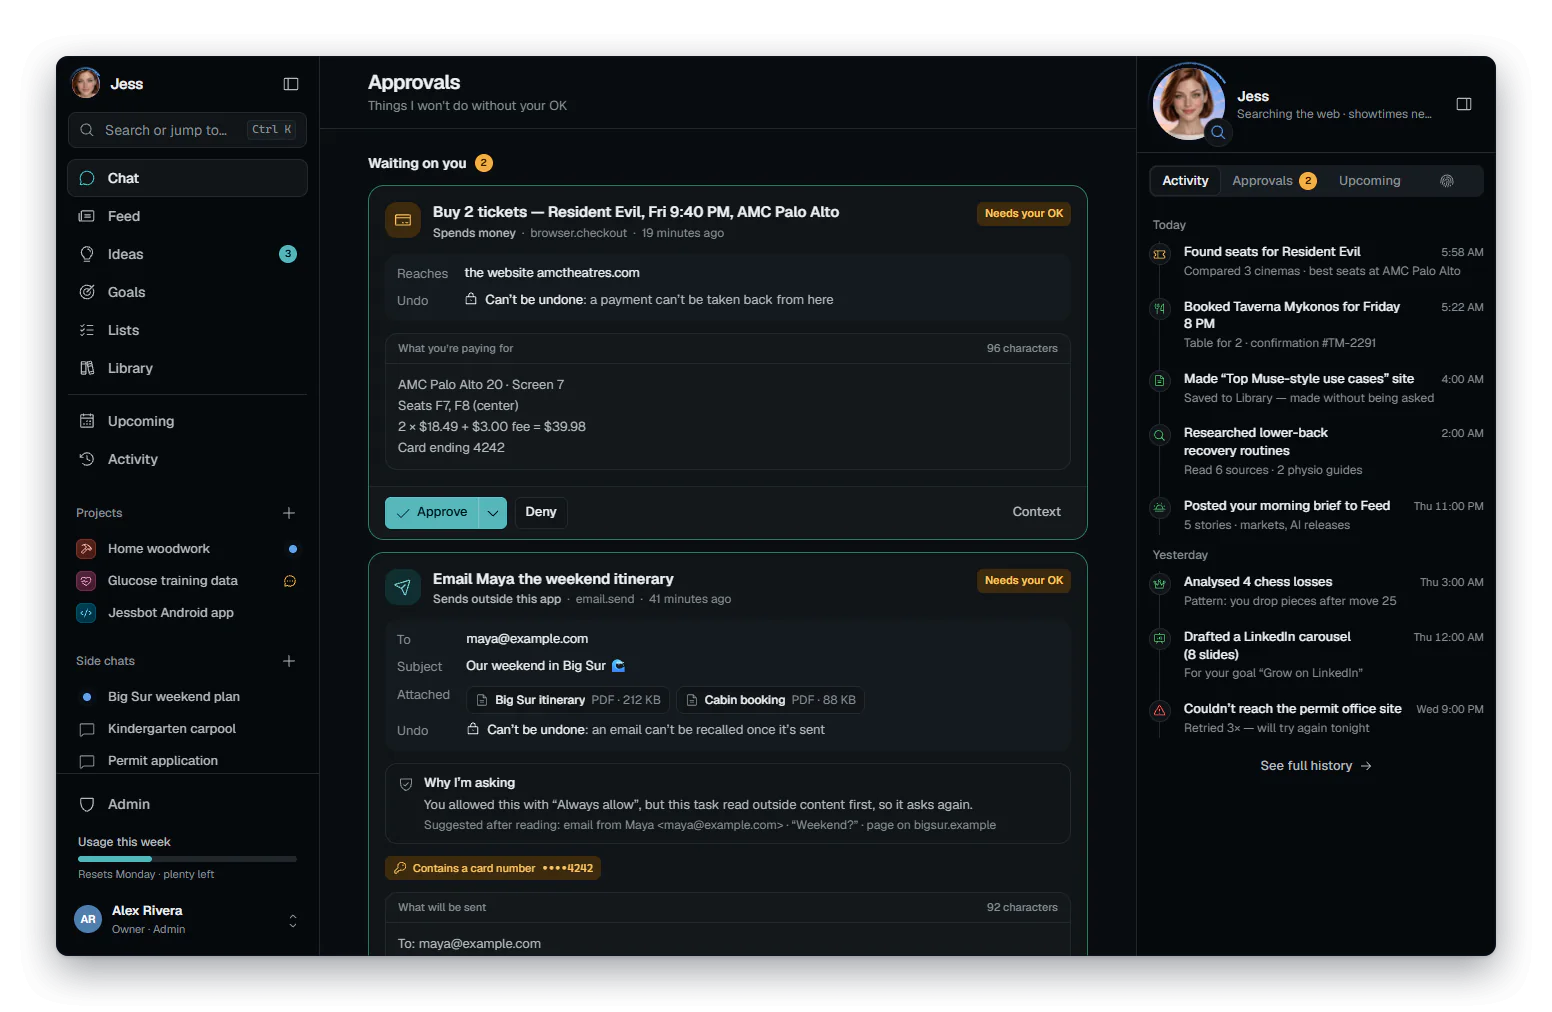 Jess
Search or jump to...
Ctrl K
Chat
Feed
Ideas
3
Goals
Lists
Library
Upcoming
Activity
Projects
Home woodwork
Glucose training data
Jessbot Android app
Side chats
Big Sur weekend plan
Kindergarten carpool
Permit application
Admin
Usage this week
Resets Monday · plenty left
AR
Alex Rivera
Owner · Admin
Approvals
Things I won't do without your OK
Waiting on you 2
Buy 2 tickets — Resident Evil, Fri 9:40 PM, AMC Palo Alto
Needs your OK
Spends money · browser.checkout · 19 minutes ago
Reaches the website amctheatres.com
Undo Can't be undone: a payment can't be taken back from here
What you're paying for 96 characters
AMC Palo Alto 20 · Screen 7
Seats F7, F8 (center)
2 × $18.49 + $3.00 fee = $39.98
Card ending 4242
Approve Deny Context
Email Maya the weekend itinerary
Needs your OK
Sends outside this app · email.send · 41 minutes ago
To maya@example.com
Subject Our weekend in Big Sur 🌊
Attached Big Sur itinerary PDF · 212 KB Cabin booking PDF · 88 KB
Undo Can't be undone: an email can't be recalled once it's sent
Why I'm asking
You allowed this with “Always allow”, but this task read outside content first, so it asks again.
Suggested after reading: email from Maya <maya@example.com> · “Weekend?” · page on bigsur.example
Contains a card number ••••4242
What will be sent 92 characters
To: maya@example.com
Jess
Searching the web · showtimes ne...
Activity Approvals 2 Upcoming
Today
Found seats for Resident Evil 5:58 AM
Compared 3 cinemas · best seats at AMC Palo Alto
Booked Taverna Mykonos for Friday 5:22 AM
8 PM
Table for 2 · confirmation #TM-2291
Made “Top Muse-style use cases” site 4:00 AM
Saved to Library — made without being asked
Researched lower-back 2:00 AM
recovery routines
Read 6 sources · 2 physio guides
Posted your morning brief to Feed Thu 11:00 PM
5 stories · markets, AI releases
Yesterday
Analysed 4 chess losses Thu 3:00 AM
Pattern: you drop pieces after move 25
Drafted a LinkedIn carousel Thu 12:00 AM
(8 slides)
For your goal “Grow on LinkedIn”
Couldn't reach the permit office site Wed 9:00 PM
Retried 3× — will try again tonight
See full history →